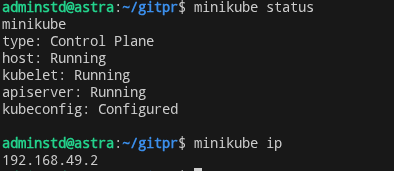 adminstd@astra:~/gitpr$ minikube status
minikube
type: Control Plane
host: Running
kubelet: Running
apiserver: Running
kubeconfig: Configured

adminstd@astra:~/gitpr$ minikube ip
192.168.49.2